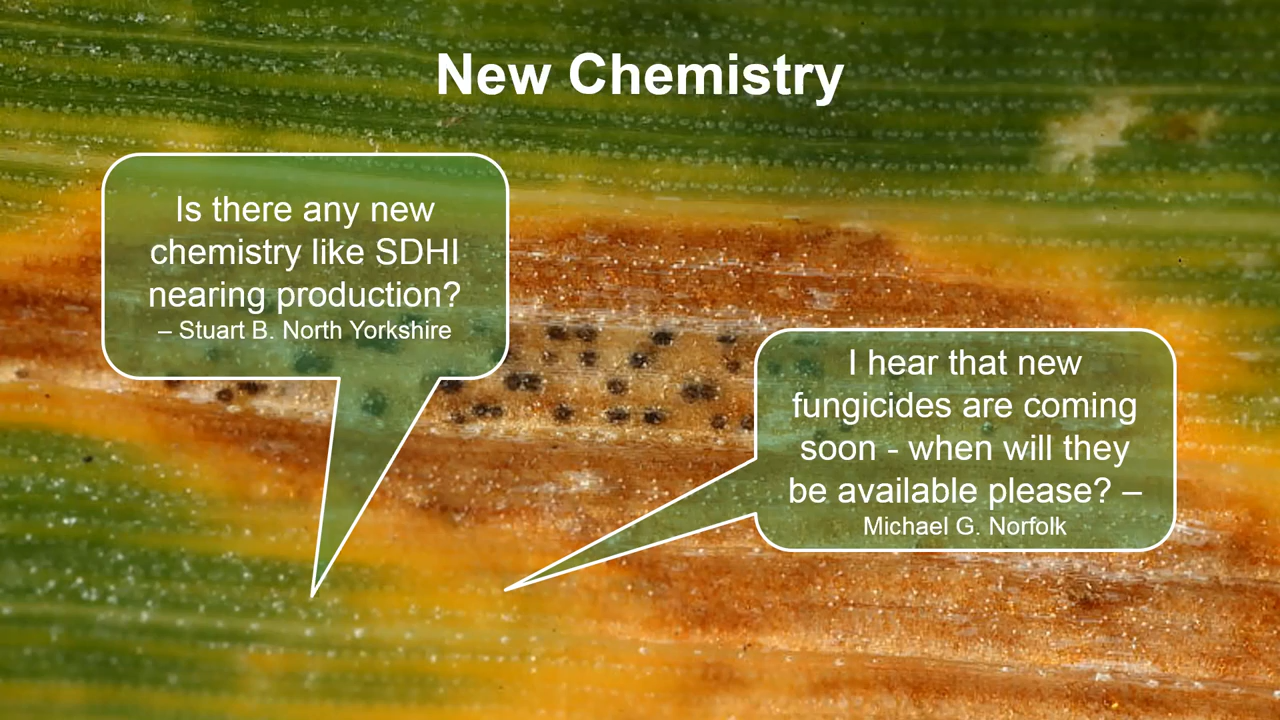 New Chemistry
Is there any new
chemistry like SDHI
nearing production?
– Stuart B. North Yorkshire
I hear that new
fungicides are coming
soon - when will they
be available please? –
Michael G. Norfolk